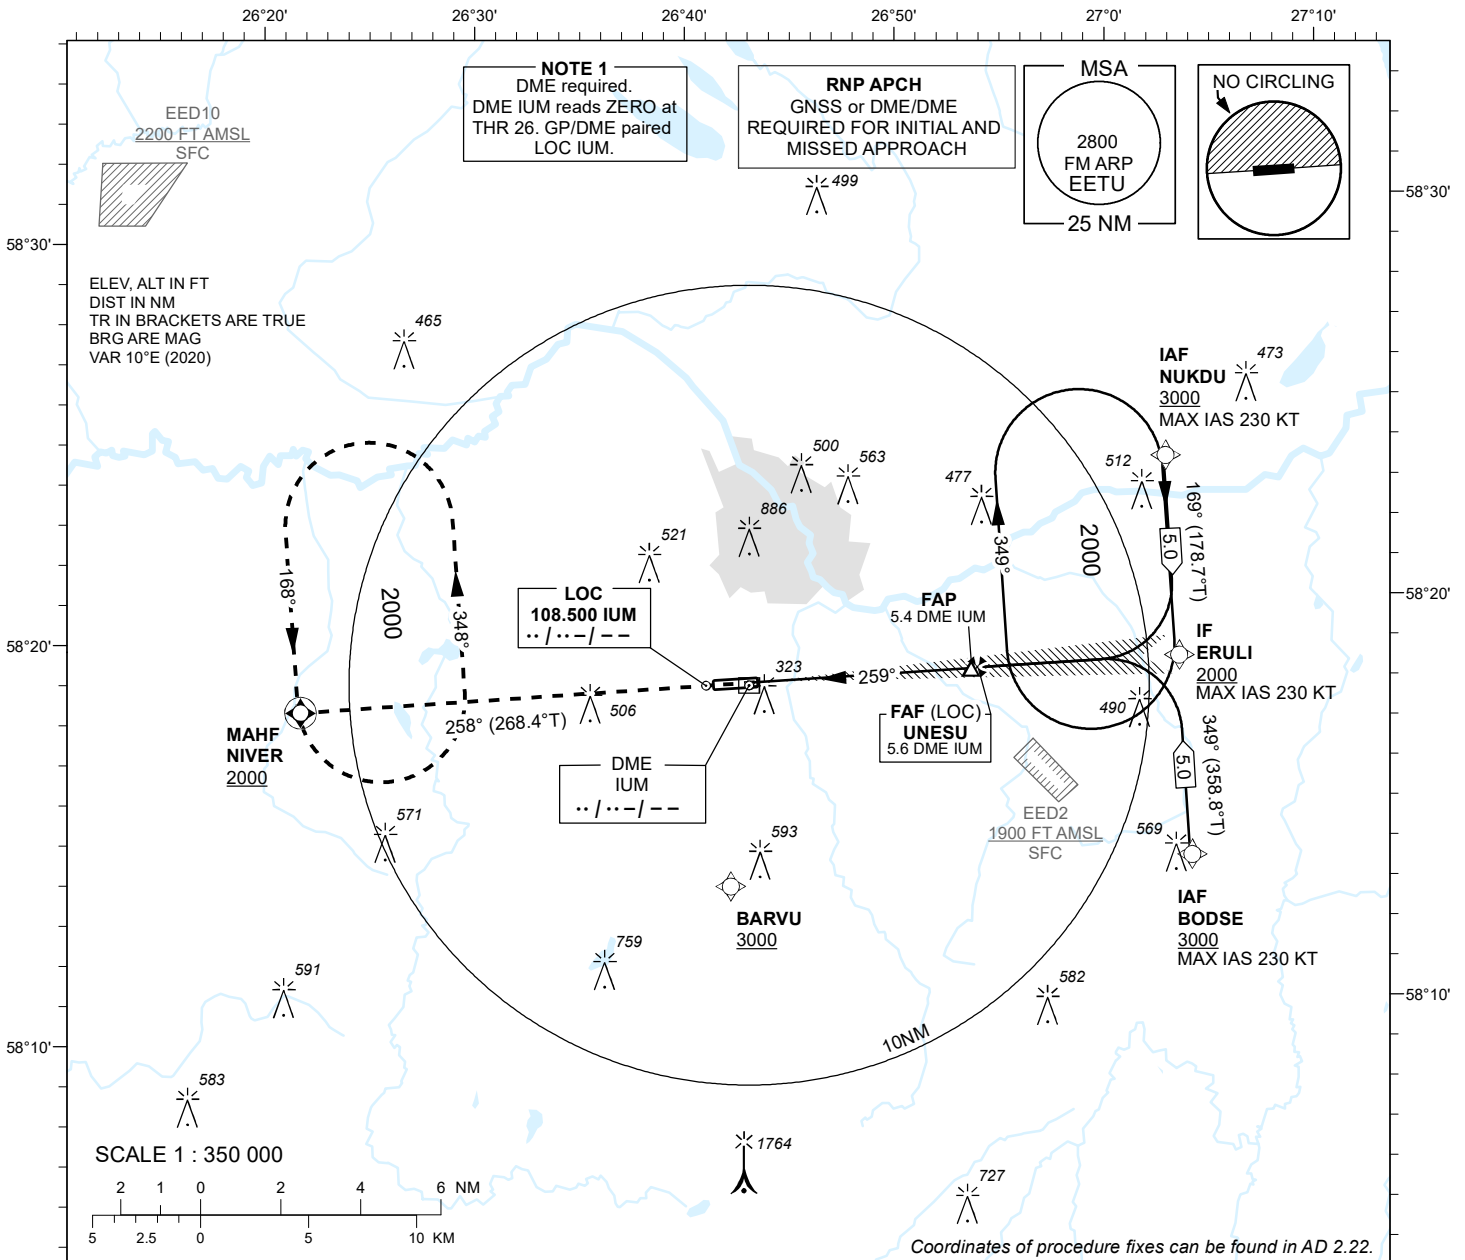 26°20'
26°30'
26°40'
26°50'
27°0'
27°10'
EED10
2200 FT AMSL
SFC
NOTE 1
DME required.
DME IUM reads ZERO at
THR 26. GP/DME paired
LOC IUM.
RNP APCH
GNSS or DME/DME
REQUIRED FOR INITIAL AND
MISSED APPROACH
MSA
2800
FM ARP
EETU
25 NM
NO CIRCLING
499
58°30'
58°30'
ELEV, ALT IN FT
DIST IN NM
TR IN BRACKETS ARE TRUE
BRG ARE MAG
VAR 10°E (2020)
465
IAF
NUKDU
3000
MAX IAS 230 KT
473
500
563
477
512
886
521
169° (178.7°T)
5.0
2000
349°
168°
2000
348°
LOC
108.500 IUM
·· / ·· – / – –
FAP
5.4 DME IUM
58°20'
58°20'
IF
ERULI
2000
MAX IAS 230 KT
323
259°
506
258° (268.4°T)
MAHF
NIVER
2000
FAF (LOC)
UNESU
5.6 DME IUM
490
349° (358.8°T)
5.0
DME
IUM
·· / ·· – / – –
EED2
1900 FT AMSL
SFC
571
593
569
BARVU
3000
IAF
BODSE
3000
MAX IAS 230 KT
759
591
582
58°10'
58°10'
10NM
583
1764
727
SCALE 1 : 350 000
2 1 0 2 4 6 NM
5 2.5 0 5 10 KM
Coordinates of procedure fixes can be found in AD 2.22.